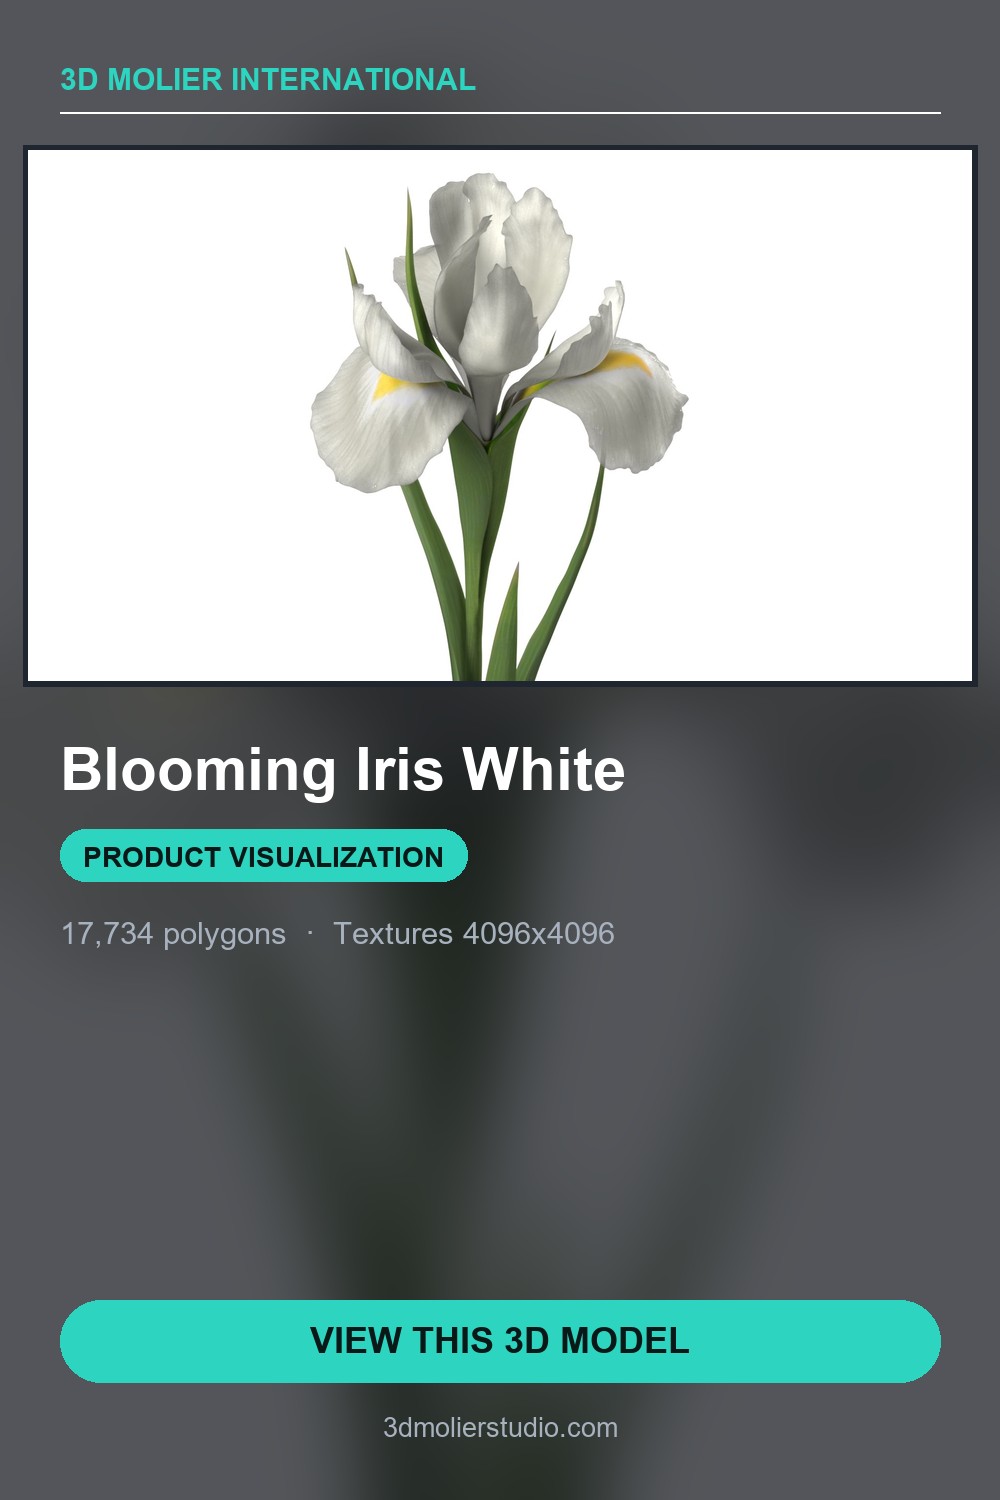 3D MOLIER INTERNATIONAL
Blooming Iris White
PRODUCT VISUALIZATION
17,734 polygons · Textures 4096x4096
VIEW THIS 3D MODEL
3dmolierstudio.com